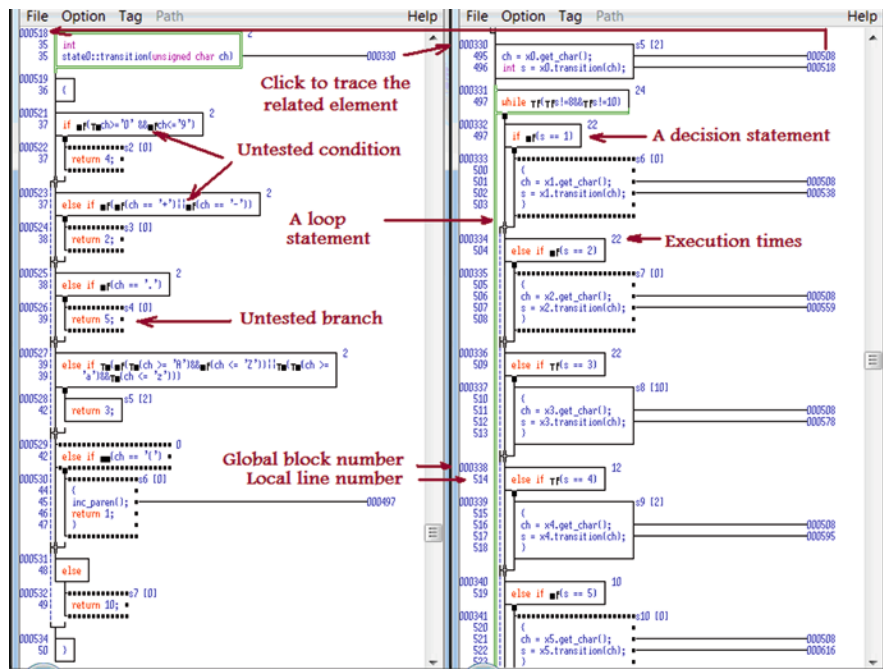 File Option Tag Path Help
000518 2
35 int
35 state0::transition(unsigned char ch) 000330
000519
36 {
000521 2
37 if (ch>='0' &&ch<='9')
000522 s2 [0]
37 return 4;
000523 2
37 else if ((ch == '+')||(ch == '-'))
000524 s3 [0]
38 return 2;
000525 2
38 else if (ch == '.')
000526 s4 [0]
39 return 5;
000527 2
39 else if ((ch >= 'A')&&(ch <= 'Z'))||(ch >=
39 'a')&&(ch <= 'z')))
000528 s5 [2]
42 return 3;
000529 0
42 else if (ch == '(')
000530 s6 [0]
44 {
45 inc_paren(); 000497
46 return 1;
47 }
000531
48 else
000532 s7 [0]
49 return 10;
000534
50 }
Click to trace the
related element
Untested condition
A loop
statement
Untested branch
Global block number
Local line number
File Option Tag Path Help
000330 s5 [2]
495 ch = x0.get_char(); 000508
496 int s = x0.transition(ch); 000518
000331 24
497 while TF(TFs!=8&&TFs!=10)
000332 22
497 if F(s == 1)
000333 s6 [0]
500 {
501 ch = x1.get_char(); 000508
502 s = x1.transition(ch); 000538
503 }
000334 22
504 else if F(s == 2)
000335 s7 [0]
505 {
506 ch = x2.get_char(); 000508
507 s = x2.transition(ch); 000559
508 }
000336 22
509 else if TF(s == 3)
000337 s8 [10]
510 {
511 ch = x3.get_char(); 000508
512 s = x3.transition(ch); 000578
513 }
000338 12
514 else if TF(s == 4)
000339 s9 [2]
515 {
516 ch = x4.get_char(); 000508
517 s = x4.transition(ch); 000595
518 }
000340 10
519 else if F(s == 5)
000341 s10 [0]
520 {
521 ch = x5.get_char(); 000508
522 s = x5.transition(ch); 000616
523 }
A decision statement
Execution times